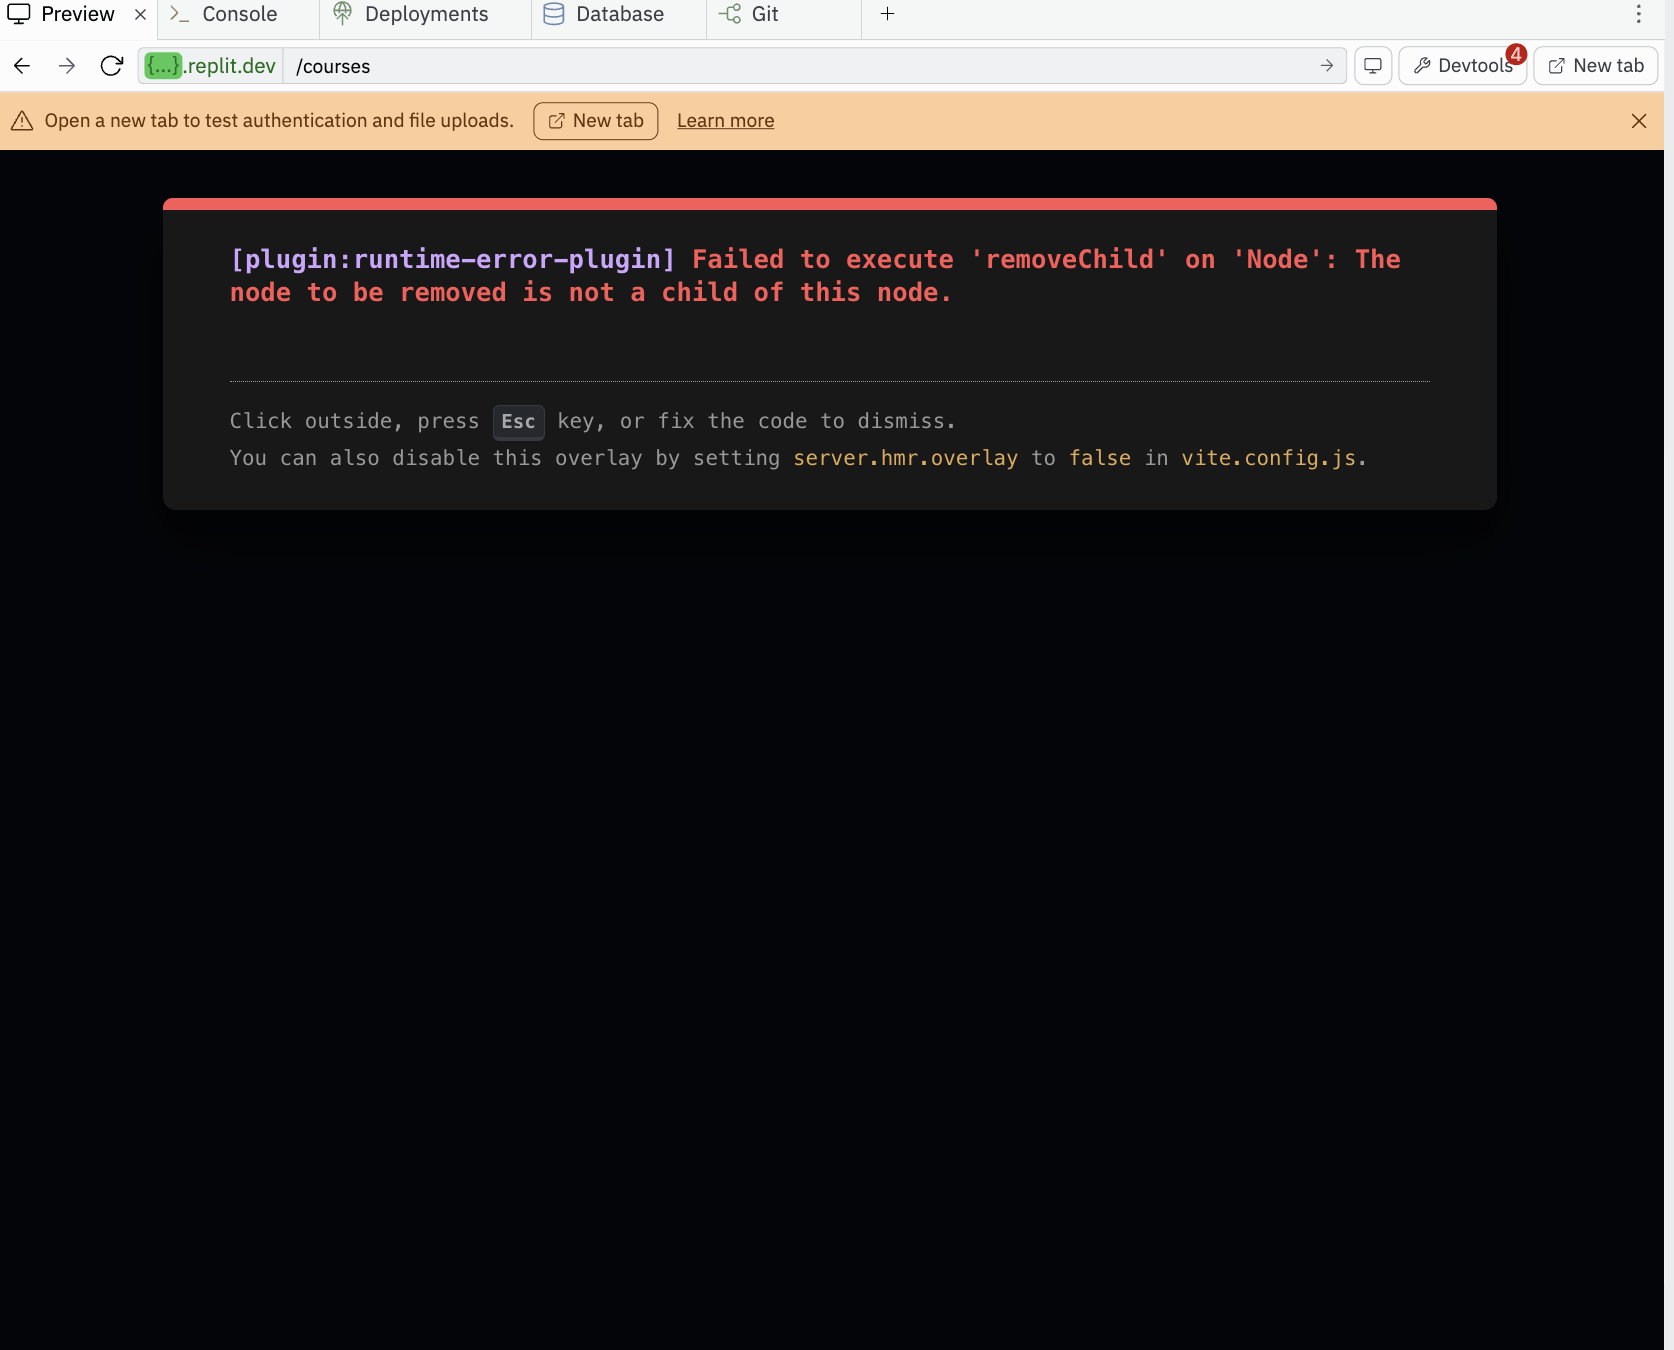 Preview
Console
Deployments
Database
Git
{...}.replit.dev
/courses
Devtools
4
New tab
Open a new tab to test authentication and file uploads.
New tab
Learn more
[plugin:runtime-error-plugin] Failed to execute 'removeChild' on 'Node': The
node to be removed is not a child of this node.
Click outside, press Esc key, or fix the code to dismiss.
You can also disable this overlay by setting server.hmr.overlay to false in vite.config.js.